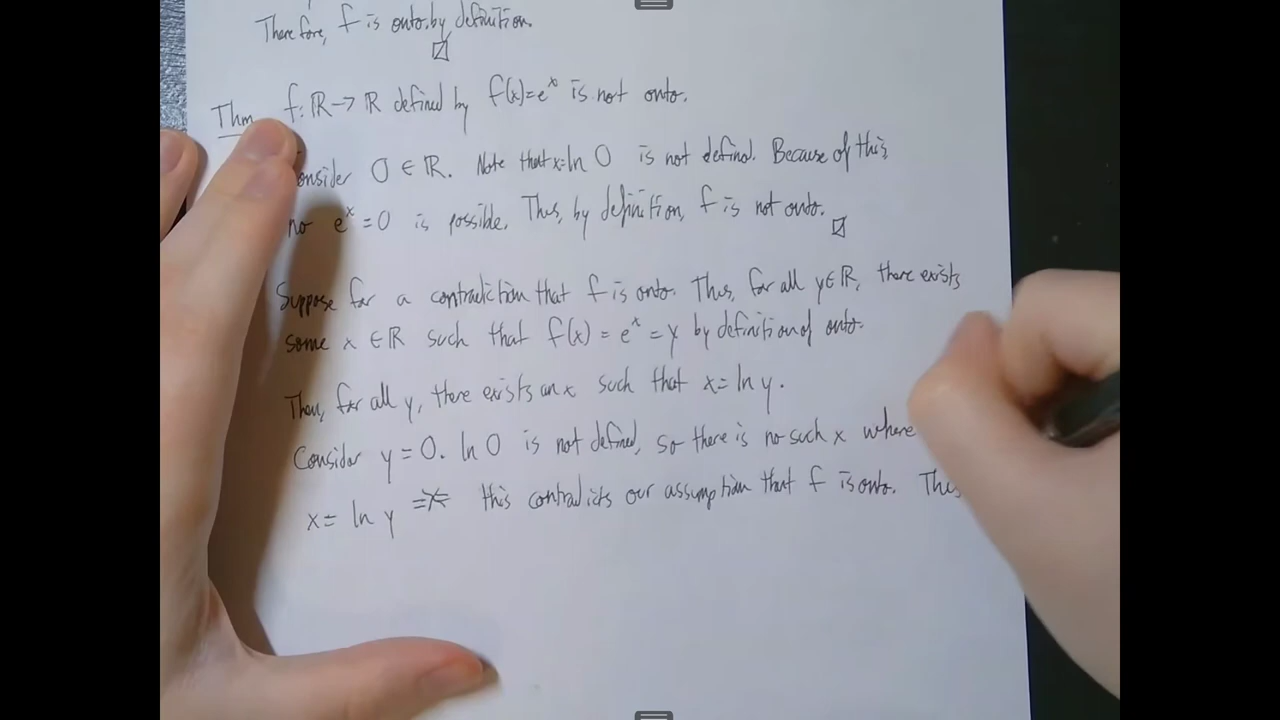 Therefore, f is onto by definition.
Thm f: ℝ→ℝ defined by f(x)=eˣ is not onto.
onsider 0 ∈ ℝ. Note that x=ln 0 is not defined. Because of this,
no eˣ = 0 is possible. Thus, by definition, f is not onto.
Suppose for a contradiction that f is onto. Thus, for all y∈ℝ, there exists
some x ∈ ℝ such that f(x) = eˣ = y by definition of onto.
Then, for all y, there exists an x such that x = ln y.
Consider y = 0. ln 0 is not defined, so there is no such x where
x = ln y =X= this contradicts our assumption that f is onto. Thus